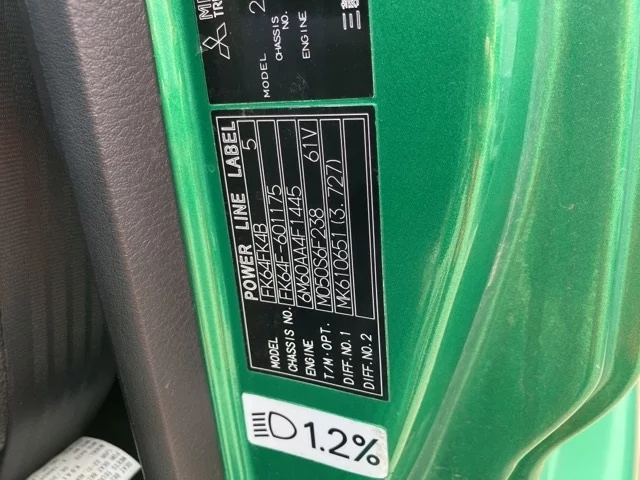 MODEL
CHASSIS NO.
ENGINE
2
POWER LINE LABEL
MODEL FK64FK4B 5
CHASSIS NO. FK64F-601175
ENGINE 6M60AA4F1445
T/M·OPT. M050S6F238 61V
DIFF.NO.1 MK610651(3.727)
DIFF.NO.2
1.2%